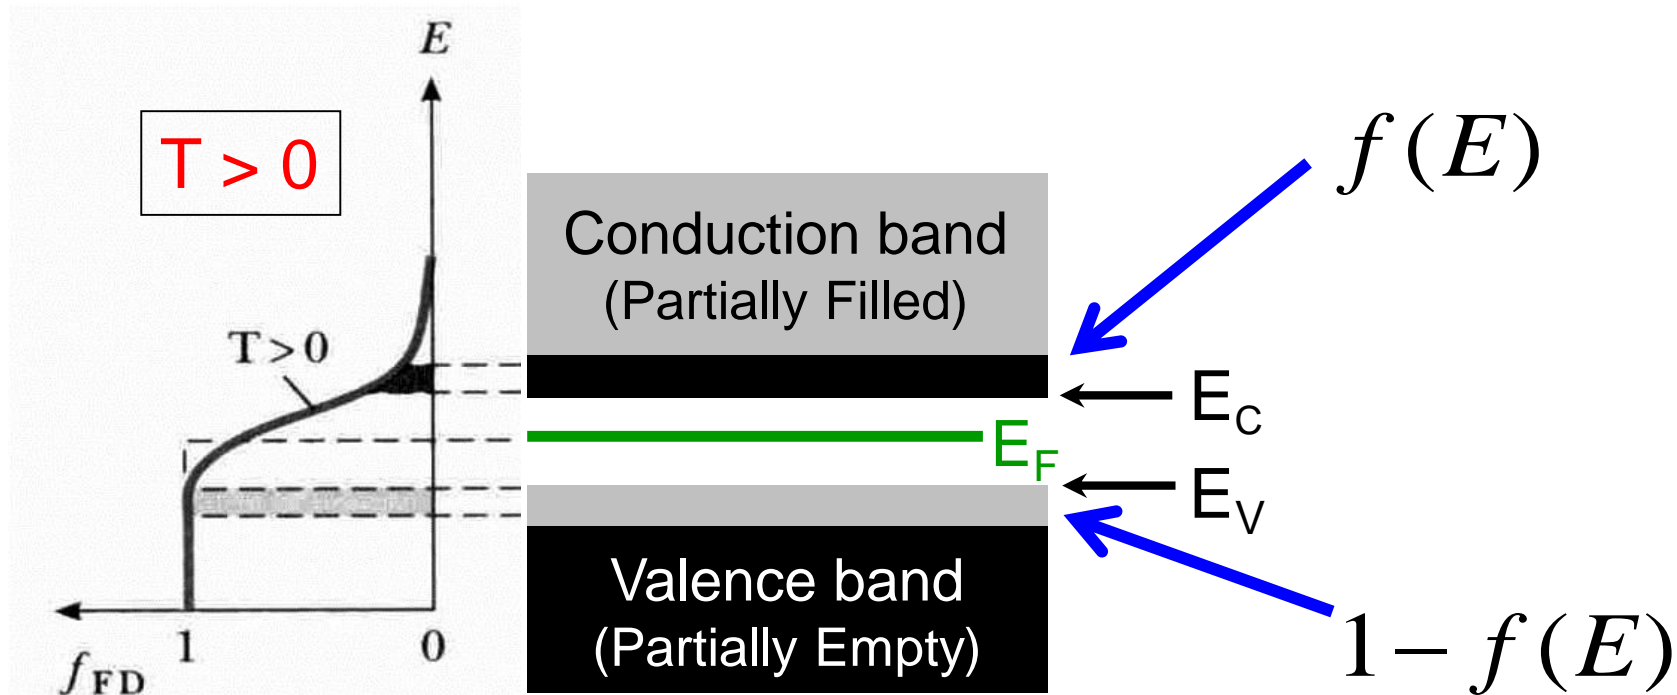 E
T > 0
T > 0
1
0
f_FD
Conduction band
(Partially Filled)
E_F
Valence band
(Partially Empty)
f(E)
E_C
E_V
1 − f(E)